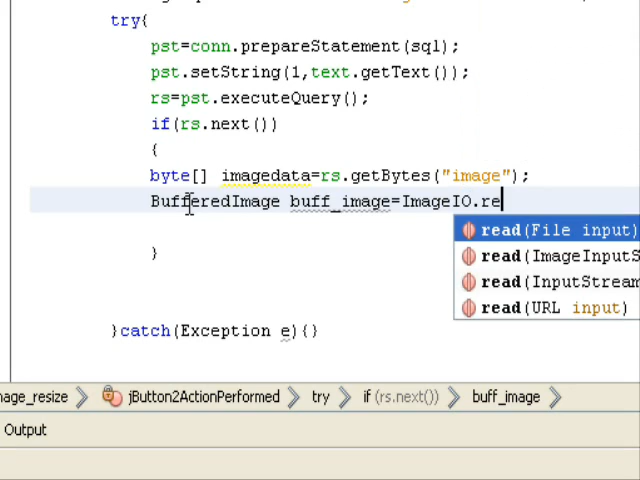 try{
pst=conn.prepareStatement(sql);
pst.setString(1,text.getText());
rs=pst.executeQuery();
if(rs.next())
{
byte[] imagedata=rs.getBytes("image");
BufferedImage buff_image=ImageIO.re
read(File input)
read(ImageInputS
read(InputStream
read(URL input)
}
}catch(Exception e){}
mage_resize jButton2ActionPerformed try if (rs.next()) buff_image
Output